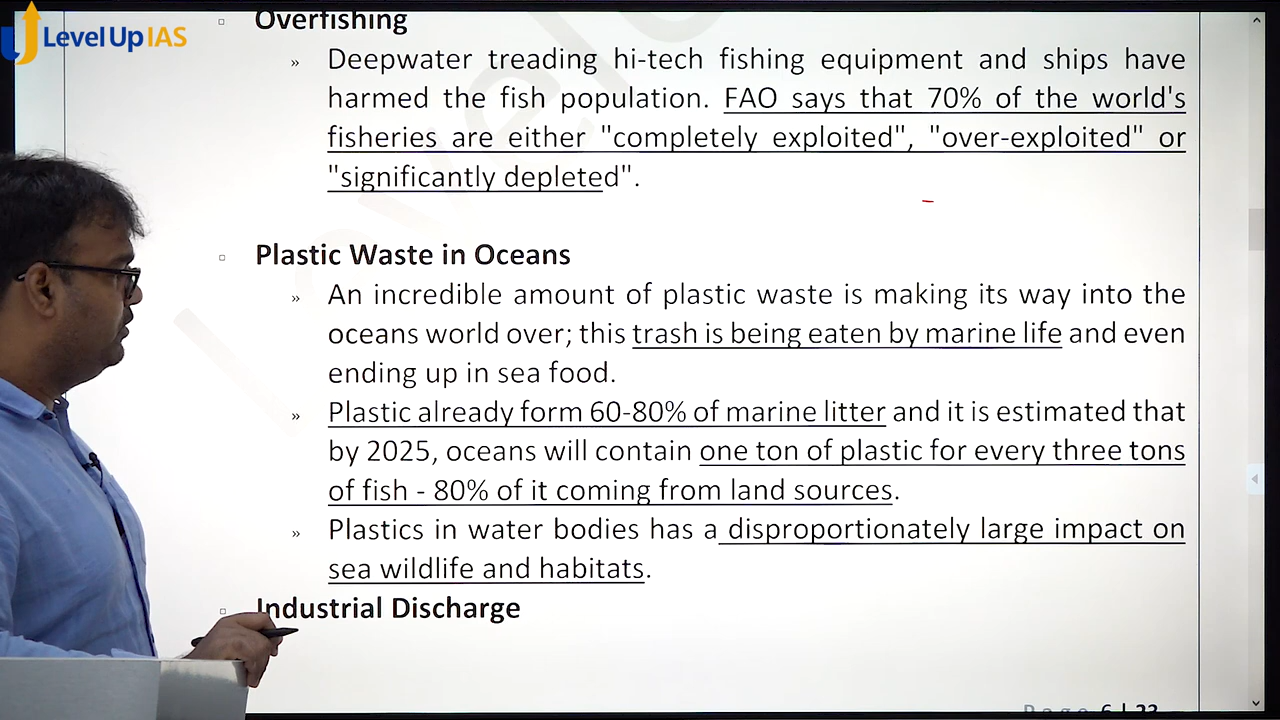 Overfishing
LevelUp IAS
» Deepwater treading hi-tech fishing equipment and ships have
harmed the fish population. FAO says that 70% of the world's
fisheries are either "completely exploited", "over-exploited" or
"significantly depleted".
Plastic Waste in Oceans
» An incredible amount of plastic waste is making its way into the
oceans world over; this trash is being eaten by marine life and even
ending up in sea food.
» Plastic already form 60-80% of marine litter and it is estimated that
by 2025, oceans will contain one ton of plastic for every three tons
of fish - 80% of it coming from land sources.
» Plastics in water bodies has a disproportionately large impact on
sea wildlife and habitats.
Industrial Discharge
Page 6 | 23